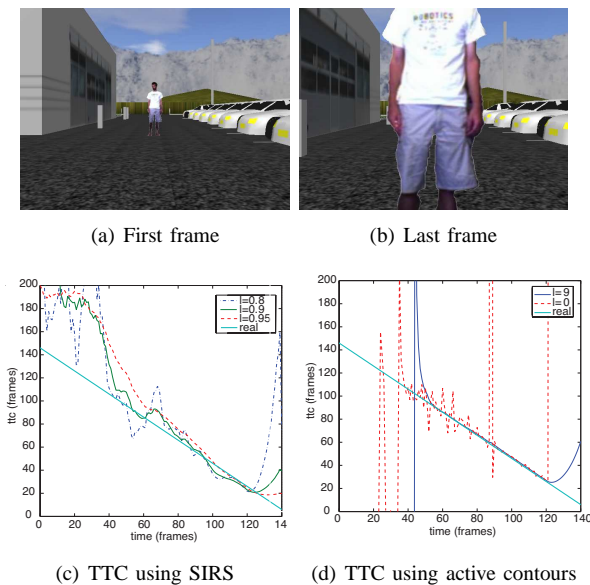 ROBOTICS
(a) First frame
(b) Last frame
200
180
160
140
120
100
80
60
40
20
0
ttc (frames)
0 20 40 60 80 100 120 140
time (frames)
l=0.8
l=0.9
l=0.95
real
200
180
160
140
120
100
80
60
40
20
0
ttc (frames)
0 20 40 60 80 100 120 140
time (frames)
l=9
l=0
real
(c) TTC using SIRS
(d) TTC using active contours